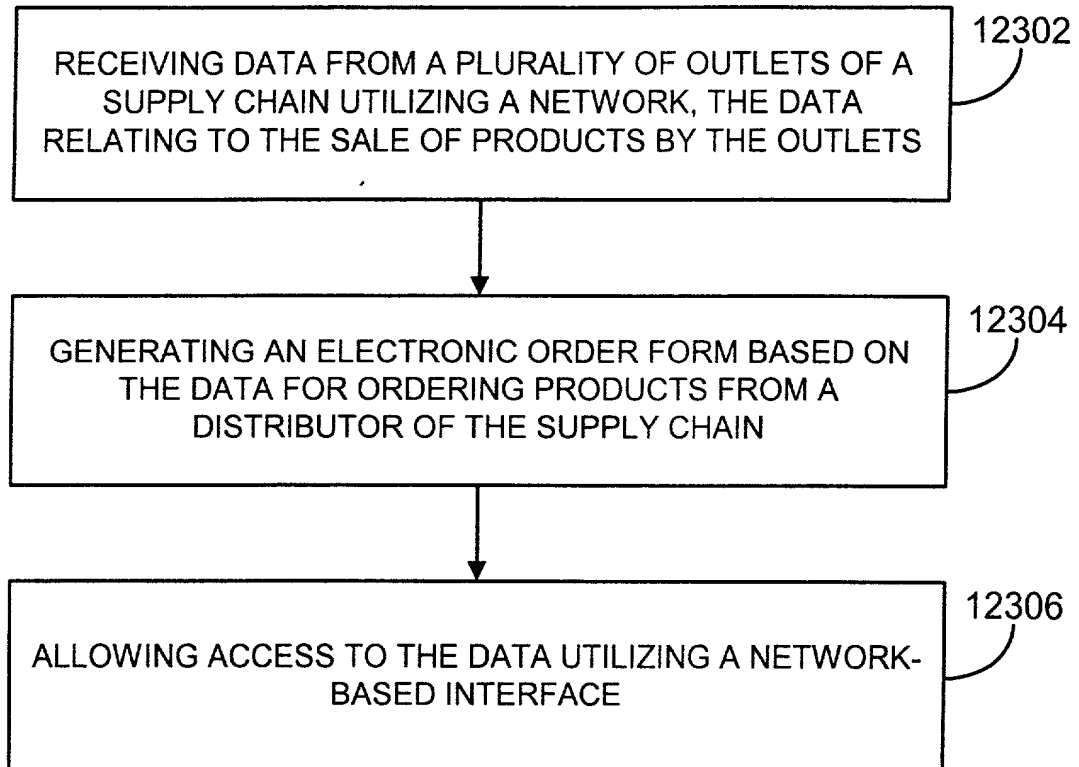 12302
RECEIVING DATA FROM A PLURALITY OF OUTLETS OF A
SUPPLY CHAIN UTILIZING A NETWORK, THE DATA
RELATING TO THE SALE OF PRODUCTS BY THE OUTLETS
12304
GENERATING AN ELECTRONIC ORDER FORM BASED ON
THE DATA FOR ORDERING PRODUCTS FROM A
DISTRIBUTOR OF THE SUPPLY CHAIN
12306
ALLOWING ACCESS TO THE DATA UTILIZING A NETWORK-
BASED INTERFACE